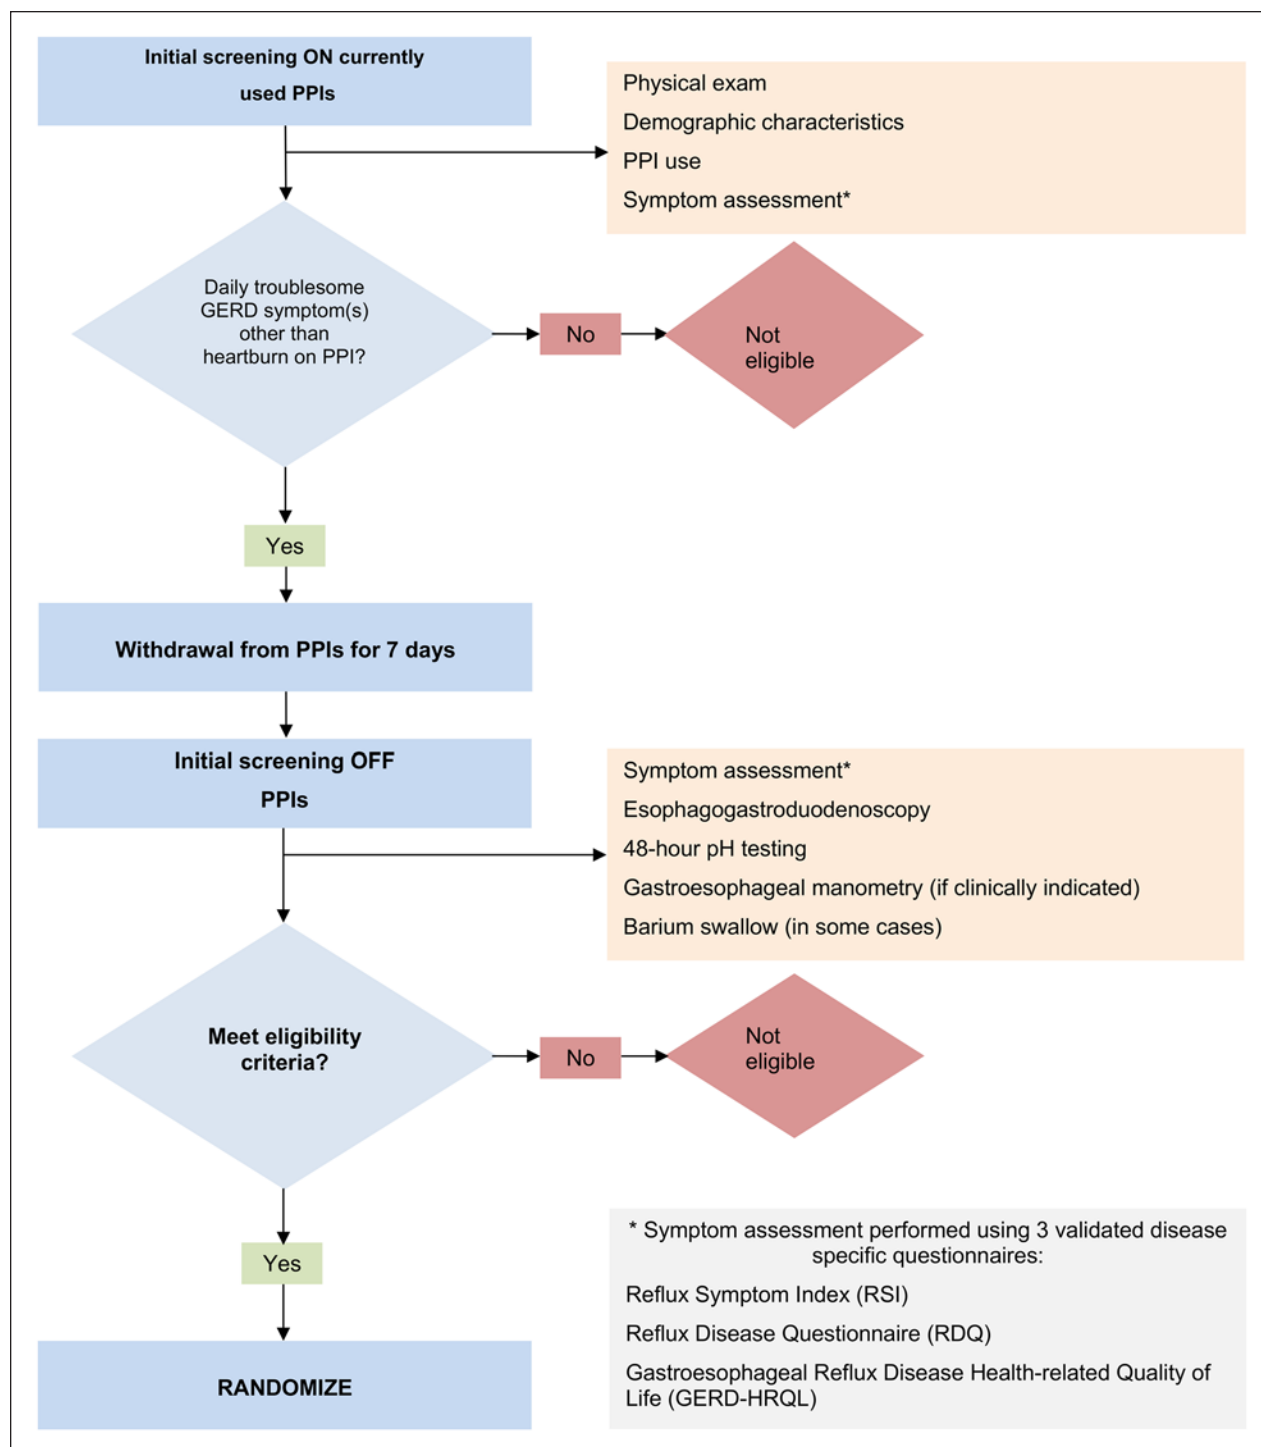 Initial screening ON currently
used PPIs
Physical exam
Demographic characteristics
PPI use
Symptom assessment*
Daily troublesome
GERD symptom(s)
other than
heartburn on PPI?
No
Not
eligible
Yes
Withdrawal from PPIs for 7 days
Initial screening OFF
PPIs
Symptom assessment*
Esophagogastroduodenoscopy
48-hour pH testing
Gastroesophageal manometry (if clinically indicated)
Barium swallow (in some cases)
Meet eligibility
criteria?
No
Not
eligible
Yes
RANDOMIZE
* Symptom assessment performed using 3 validated disease
specific questionnaires:
Reflux Symptom Index (RSI)
Reflux Disease Questionnaire (RDQ)
Gastroesophageal Reflux Disease Health-related Quality of
Life (GERD-HRQL)